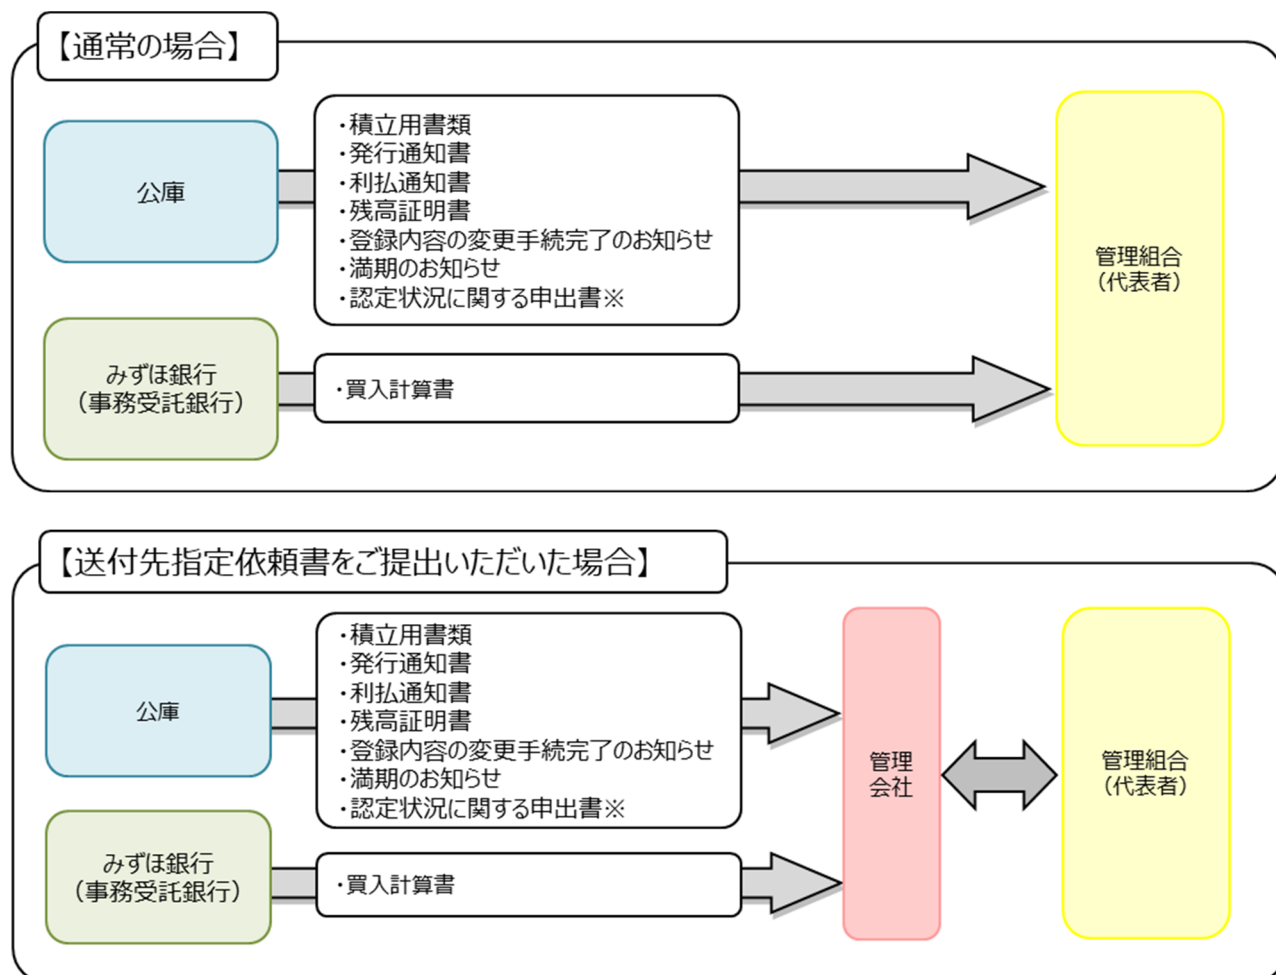 【通常の場合】
公庫
・積立用書類
・発行通知書
・利払通知書
・残高証明書
・登録内容の変更手続完了のお知らせ
・満期のお知らせ
・認定状況に関する申出書※
みずほ銀行
（事務受託銀行）
・買入計算書
管理組合
（代表者）
【送付先指定依頼書をご提出いただいた場合】
公庫
・積立用書類
・発行通知書
・利払通知書
・残高証明書
・登録内容の変更手続完了のお知らせ
・満期のお知らせ
・認定状況に関する申出書※
みずほ銀行
（事務受託銀行）
・買入計算書
管理
会社
管理組合
（代表者）